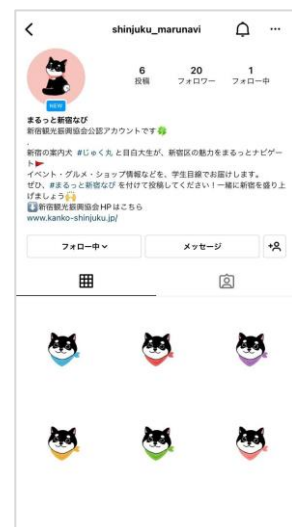 shinjuku_marunavi
6 20 1
投稿 フォロワー フォロー中
NEW
まるっと新宿なび
新宿観光振興協会公認アカウントです
.
新宿の案内犬 #じゅく丸 と目白大生が、新宿区の魅力をまるっとナビゲー
ト
イベント・グルメ・ショップ情報などを、学生目線でお届けします。
ぜひ、#まるっと新宿なび を付けて投稿してください！一緒に新宿を盛り上
げましょう
新宿観光振興協会HPはこちら
www.kanko-shinjuku.jp/
フォロー中 メッセージ